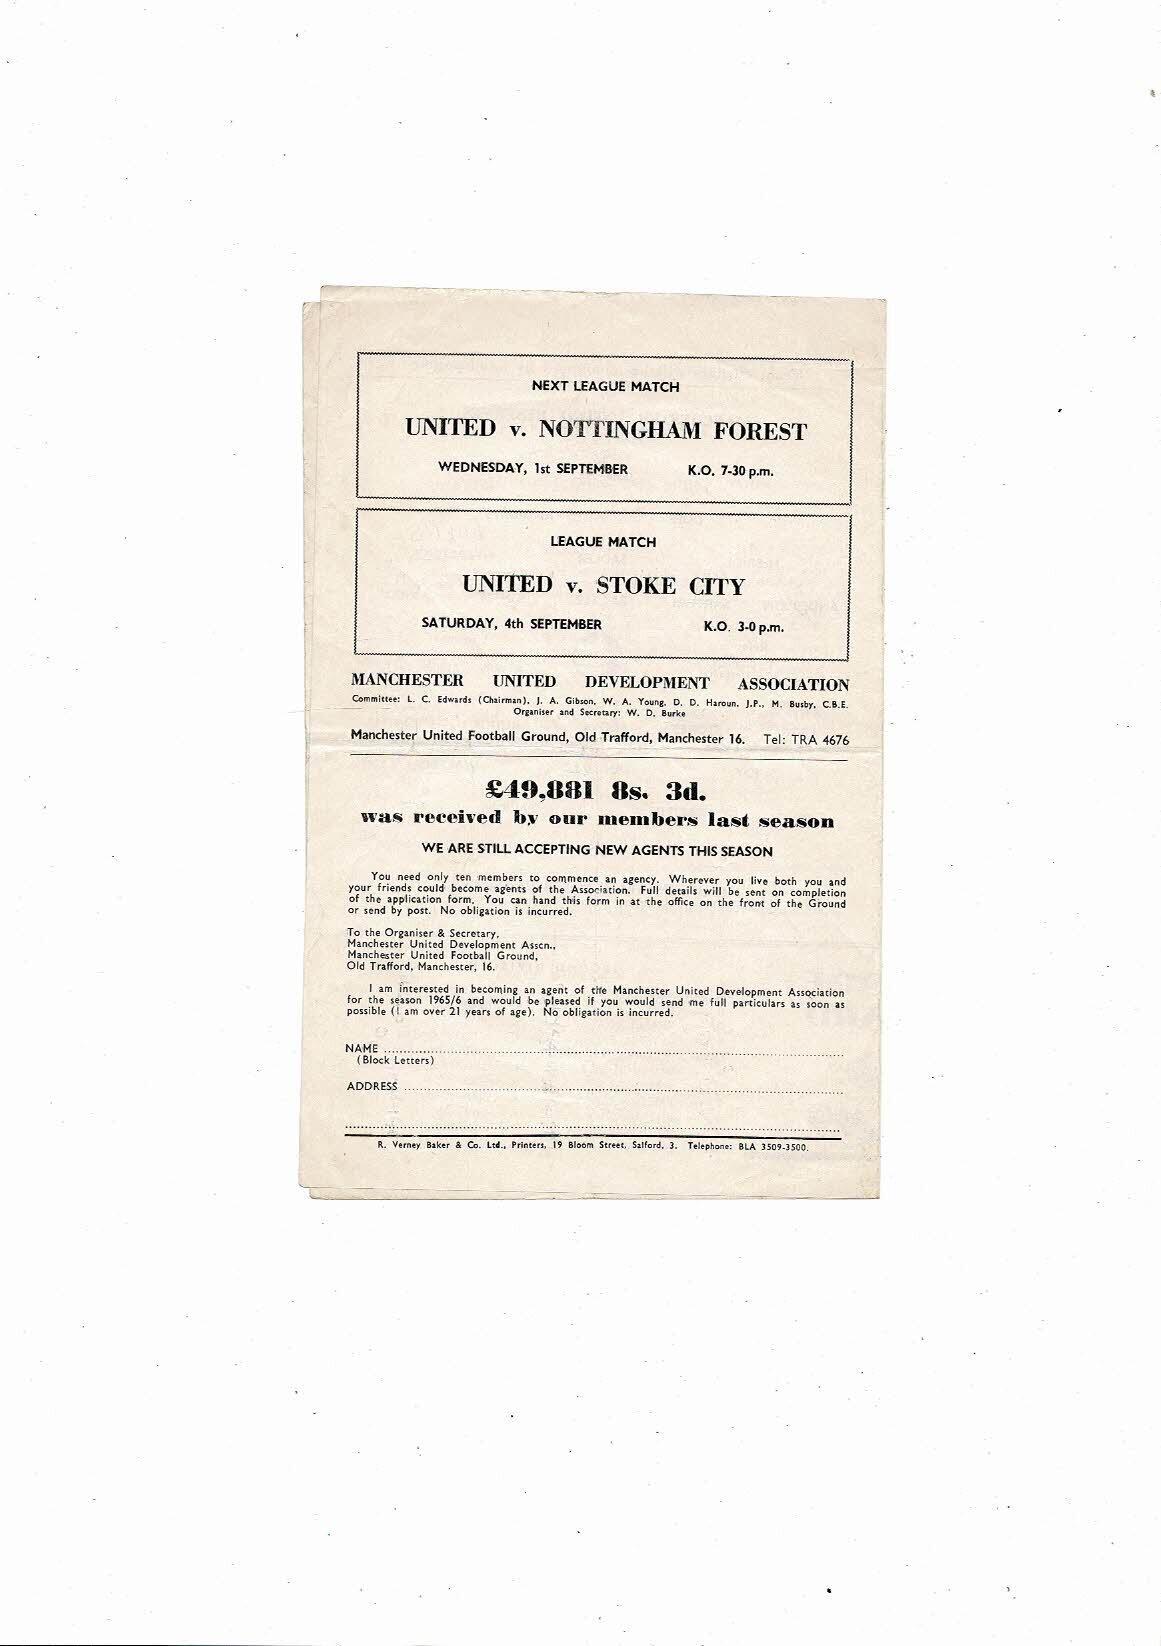 NEXT LEAGUE MATCH
UNITED v. NOTTINGHAM FOREST
WEDNESDAY, 1st SEPTEMBER K.O. 7-30 p.m.
LEAGUE MATCH
UNITED v. STOKE CITY
SATURDAY, 4th SEPTEMBER K.O. 3-0 p.m.
MANCHESTER UNITED DEVELOPMENT ASSOCIATION
Committee: L. C. Edwards (Chairman), J. A. Gibson, W. A. Young, D. D. Haroun, J.P., M. Busby, C.B.E.
Organiser and Secretary: W. D. Burke
Manchester United Football Ground, Old Trafford, Manchester 16. Tel: TRA 4676
£49,881 8s. 3d.
was received by our members last season
WE ARE STILL ACCEPTING NEW AGENTS THIS SEASON
You need only ten members to commence an agency. Wherever you live both you and
your friends could become agents of the Association. Full details will be sent on completion
of the application form. You can hand this form in at the office on the front of the Ground
or send by post. No obligation is incurred.
To the Organiser & Secretary,
Manchester United Development Asscn.,
Manchester United Football Ground,
Old Trafford, Manchester, 16.
I am interested in becoming an agent of the Manchester United Development Association
for the season 1965/6 and would be pleased if you would send me full particulars as soon as
possible (I am over 21 years of age). No obligation is incurred.
NAME
(Block Letters)
ADDRESS
R. Verney Baker & Co. Ltd., Printers, 19 Bloom Street, Salford, 3. Telephone: BLA 3509-3500.